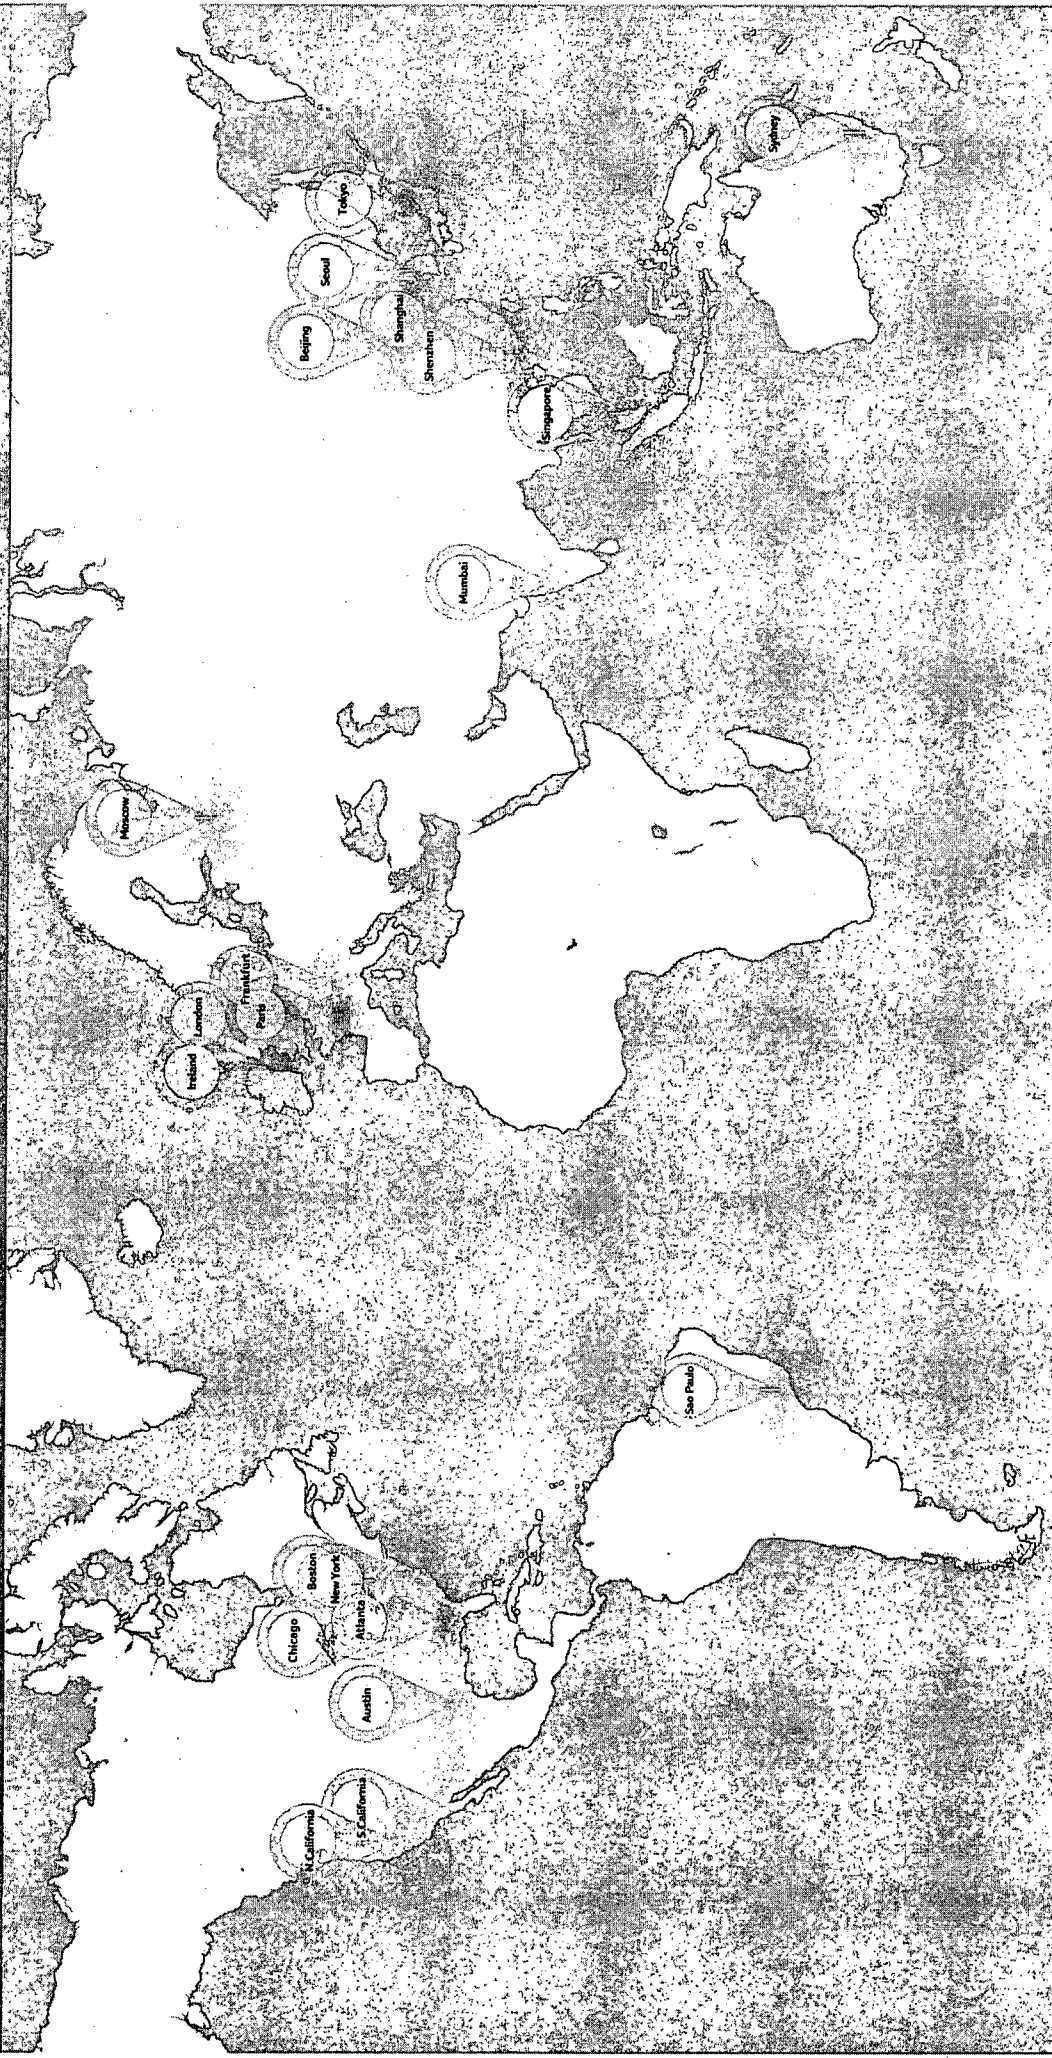 N.California
S.California
Austin
Chicago
Atlanta
New York
Boston
Sao Paulo
Ireland
London
Paris
Frankfurt
Moscow
Mumbai
Singapore
Beijing
Shenzhen
Shanghai
Seoul
Tokyo
Sydney